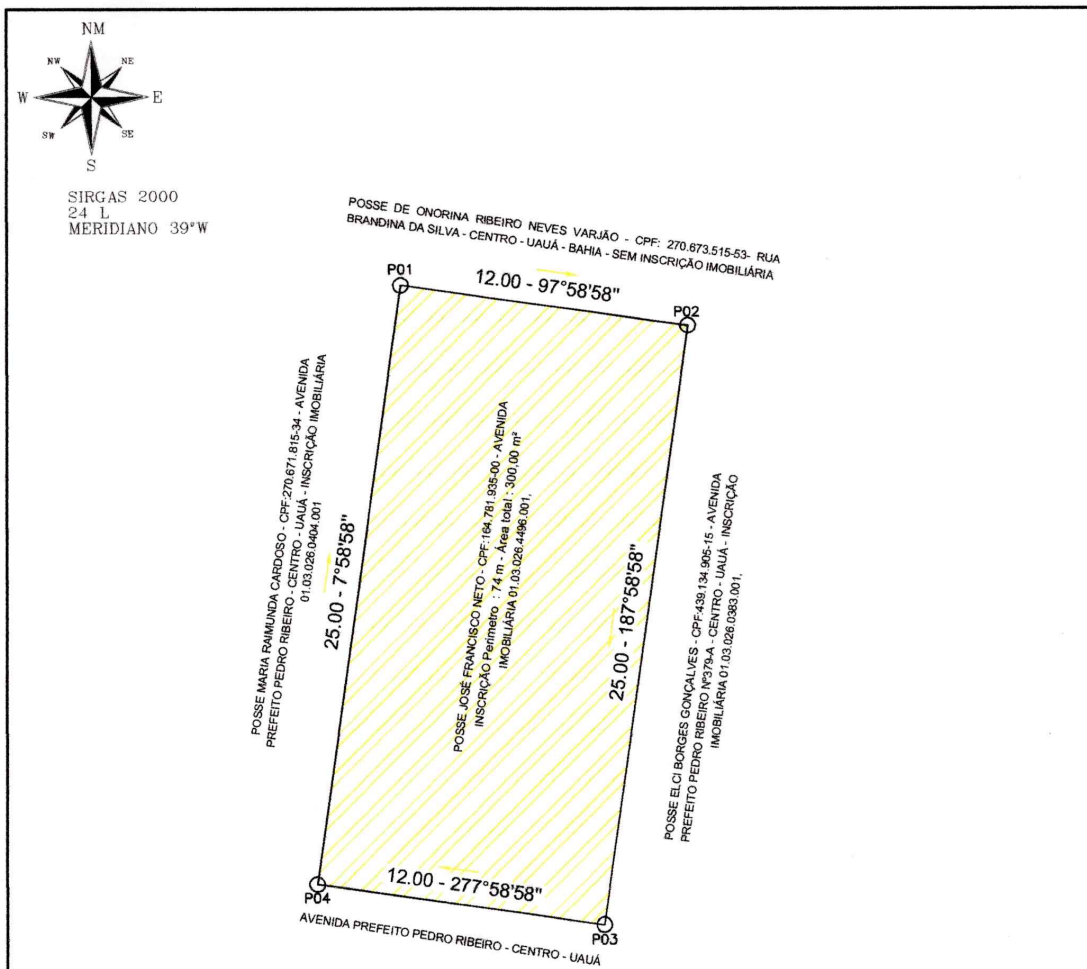 NM
NW
NE
W
E
SW
SE
S
SIRGAS 2000
24 L
MERIDIANO 39°W
POSSE DE ONORINA RIBEIRO NEVES VARJÃO - CPF: 270.673.515-53- RUA
BRANDINA DA SILVA - CENTRO - UAUÁ - BAHIA - SEM INSCRIÇÃO IMOBILIÁRIA
P01
12.00 - 97°58'58"
P02
POSSE MARIA RAIMUNDA CARDOSO - CPF:270.671.815-34 - AVENIDA
PREFEITO PEDRO RIBEIRO - CENTRO - UAUÁ - INSCRIÇÃO IMOBILIÁRIA
01.03.026.0404.001
25.00 - 7°58'58"
POSSE JOSÉ FRANCISCO NETO - CPF:164.781.935-00 - AVENIDA
INSCRIÇÃO Perímetro : 74 m - Área total : 300,00 m²
IMOBILIÁRIA 01.03.026.4496.001,
25.00 - 187°58'58"
POSSE ELCI BORGES GONÇALVES - CPF:439.134.905-15 - AVENIDA
PREFEITO PEDRO RIBEIRO Nº379-A - CENTRO - UAUÁ - INSCRIÇÃO
IMOBILIÁRIA 01.03.026.0383.001,
12.00 - 277°58'58"
P04
P03
AVENIDA PREFEITO PEDRO RIBEIRO - CENTRO - UAUÁ